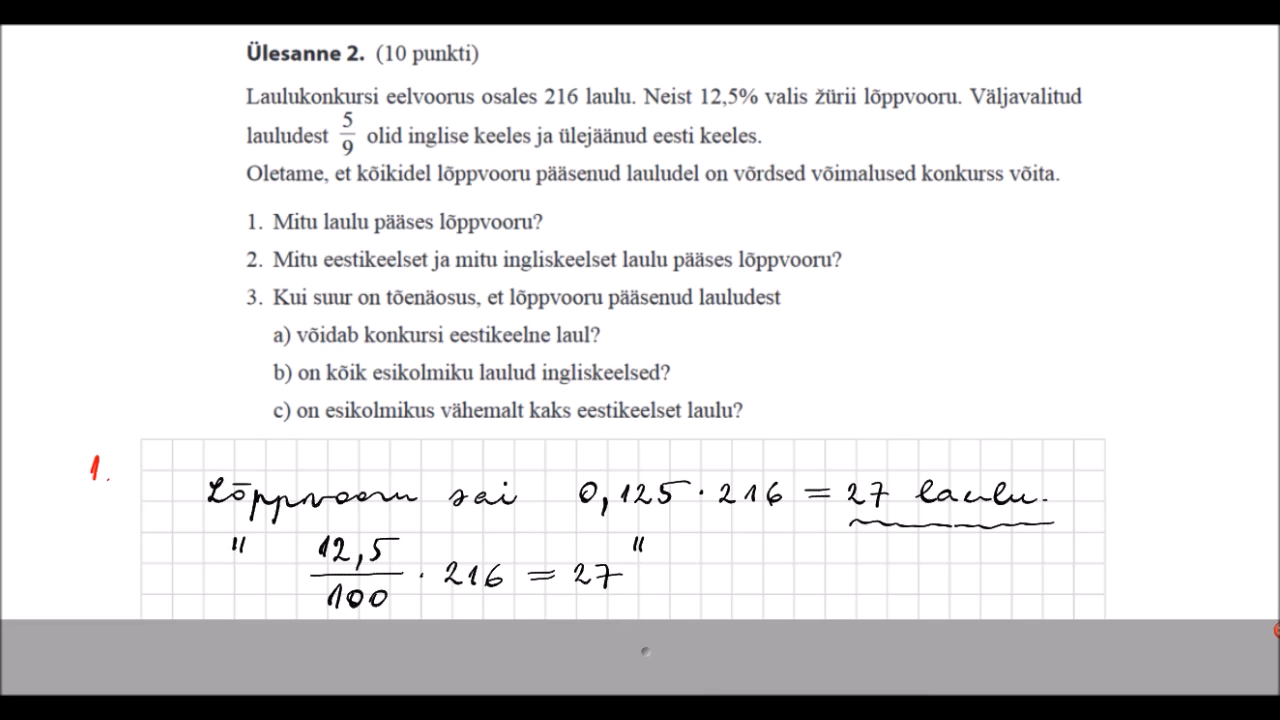 Ülesanne 2. (10 punkti)
Laulukonkursi eelvoorus osales 216 laulu. Neist 12,5% valis žürii lõppvooru. Väljavalitud
lauludest 5/9 olid inglise keeles ja ülejäänud eesti keeles.
Oletame, et kõikidel lõppvooru pääsenud lauludel on võrdsed võimalused konkurss võita.
1. Mitu laulu pääses lõppvooru?
2. Mitu eestikeelset ja mitu ingliskeelset laulu pääses lõppvooru?
3. Kui suur on tõenäosus, et lõppvooru pääsenud lauludest
a) võidab konkursi eestikeelne laul?
b) on kõik esikolmiku laulud ingliskeelsed?
c) on esikolmikus vähemalt kaks eestikeelset laulu?
1. Lõppvooru sai 0,125 · 216 = 27 laulu.
" 12,5/100 · 216 = 27 "